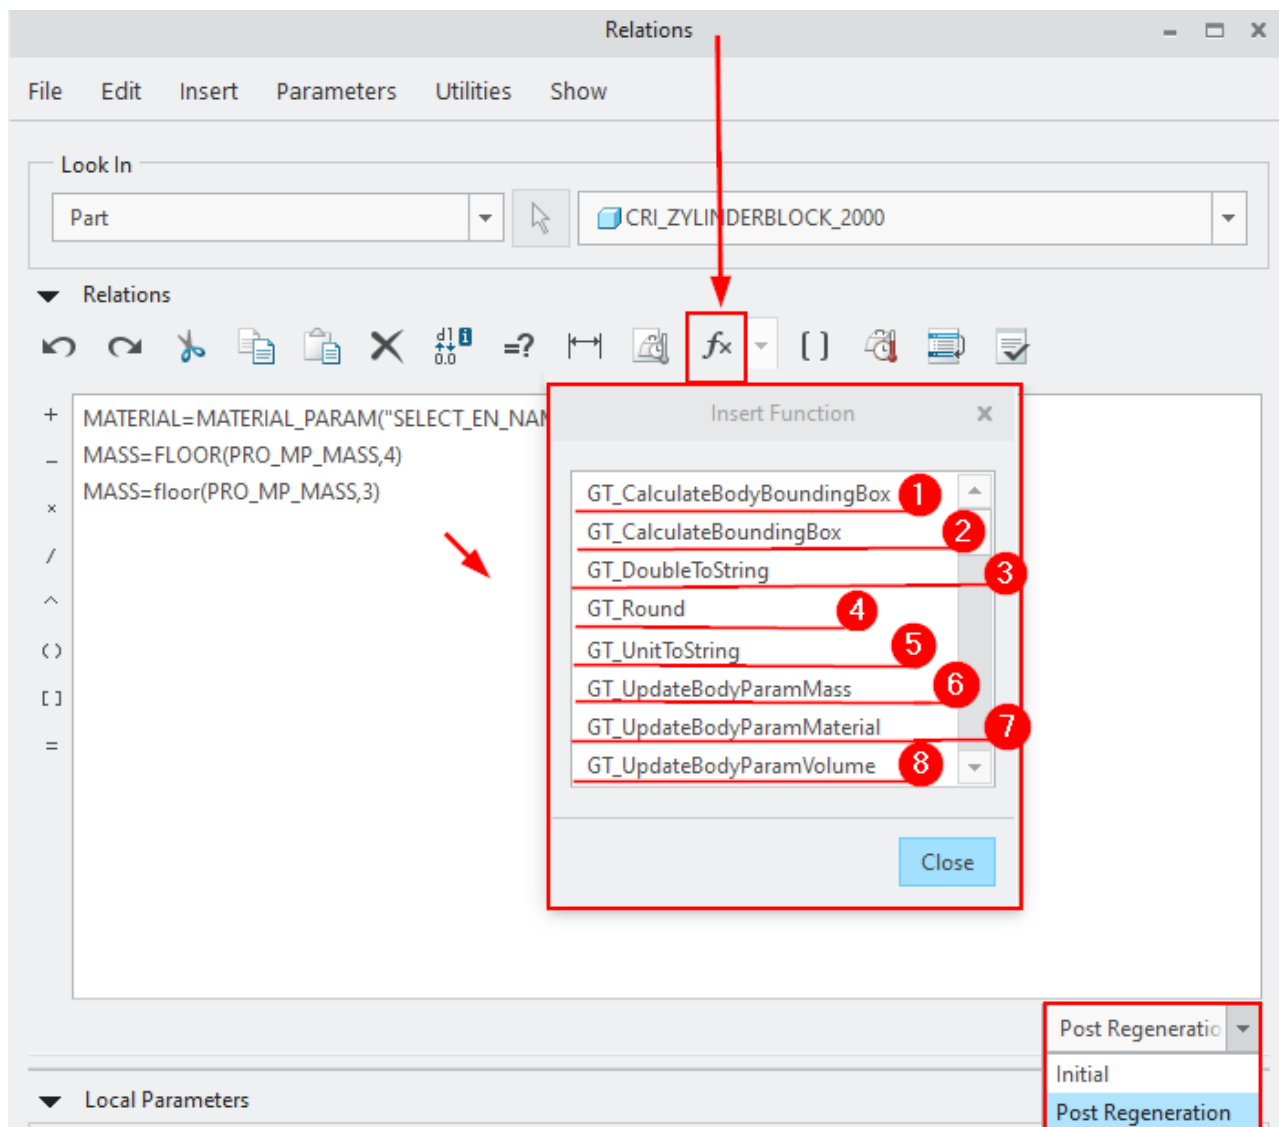 Relations
File Edit Insert Parameters Utilities Show
Look In
Part
CRI_ZYLINDERBLOCK_2000
Relations
=? fx [ ]
+ - × / ^ () [] =
MATERIAL=MATERIAL_PARAM("SELECT_EN_NAM
MASS=FLOOR(PRO_MP_MASS,4)
MASS=floor(PRO_MP_MASS,3)
Insert Function
GT_CalculateBodyBoundingBox 1
GT_CalculateBoundingBox 2
GT_DoubleToString 3
GT_Round 4
GT_UnitToString 5
GT_UpdateBodyParamMass 6
GT_UpdateBodyParamMaterial 7
GT_UpdateBodyParamVolume 8
Close
Post Regeneratio
Initial
Post Regeneration
Local Parameters